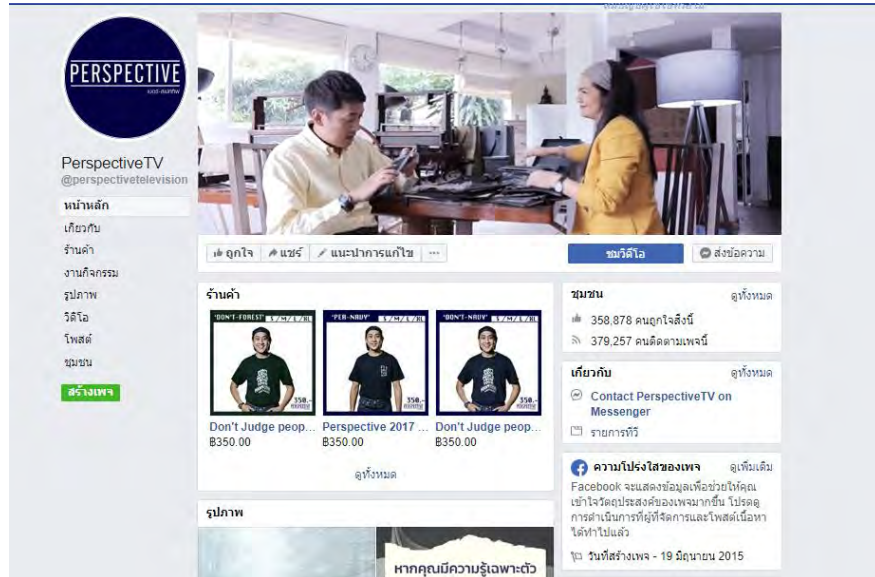 PERSPECTIVE
PerspectiveTV
@perspectivetelevision
หน้าหลัก
เกี่ยวกับ
ร้านค้า
งานกิจกรรม
รูปภาพ
วิดีโอ
โพสต์
ชุมชน
สร้างเพจ
ถูกใจ แชร์ แนะนำการแก้ไข ...
ชมวิดีโอ
ส่งข้อความ
ร้านค้า
"DON'T-FOREST" S/M/L/XL
"PER-NAVY" S/M/L/XL
"DON'T-NAVY" S/M/L/XL
350.-
350.-
350.-
Don't Judge peop...
฿350.00
Perspective 2017 ...
฿350.00
Don't Judge peop...
฿350.00
ดูทั้งหมด
รูปภาพ
หากคุณมีความรู้เฉพาะตัว
ชุมชน ดูทั้งหมด
358,878 คนถูกใจสิ่งนี้
379,257 คนติดตามเพจนี้
เกี่ยวกับ ดูทั้งหมด
Contact PerspectiveTV on
Messenger
รายการทีวี
ความโปร่งใสของเพจ ดูเพิ่มเติม
Facebook จะแสดงข้อมูลเพื่อช่วยให้คุณ
เข้าใจวัตถุประสงค์ของเพจมากขึ้น โปรดดู
การดำเนินการที่ผู้ที่จัดการและโพสต์เนื้อหา
ได้ทำไปแล้ว
วันที่สร้างเพจ - 19 มิถุนายน 2015